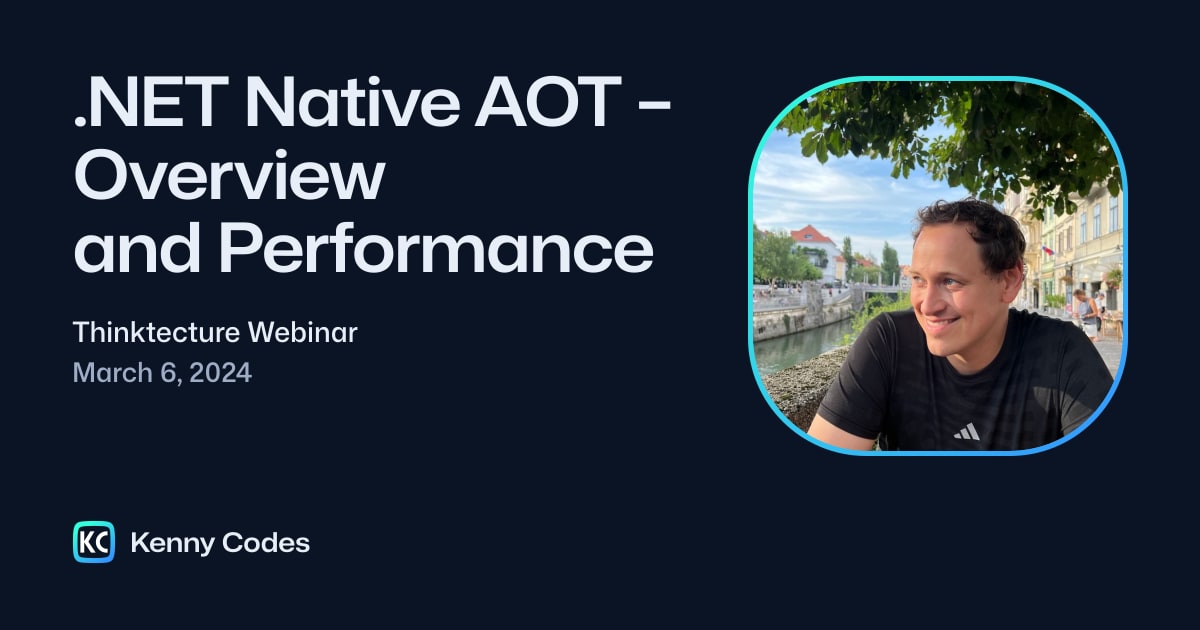 .NET Native AOT –
Overview
and Performance
Thinktecture Webinar
March 6, 2024
KC Kenny Codes